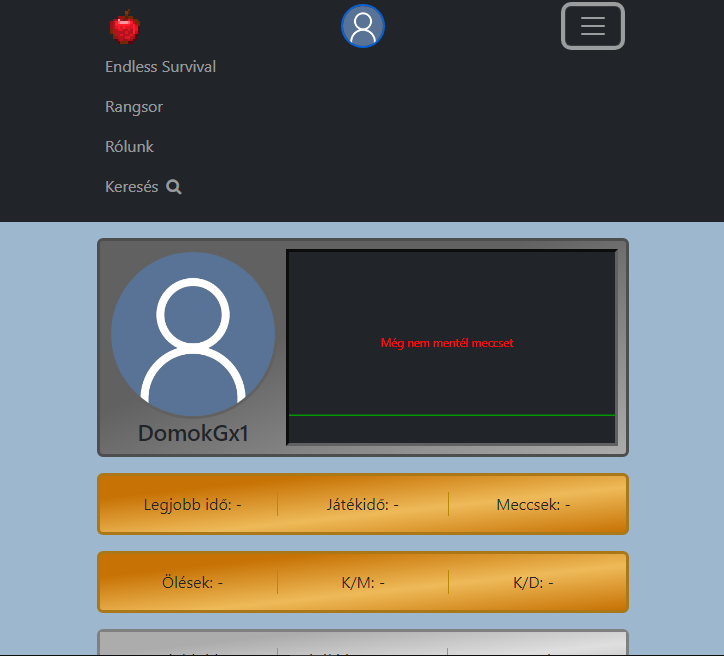 Endless Survival
Rangsor
Rólunk
Keresés
Még nem mentél meccset
DomokGx1
Legjobb idő: -
Játékidő: -
Meccsek: -
Ölések: -
K/M: -
K/D: -